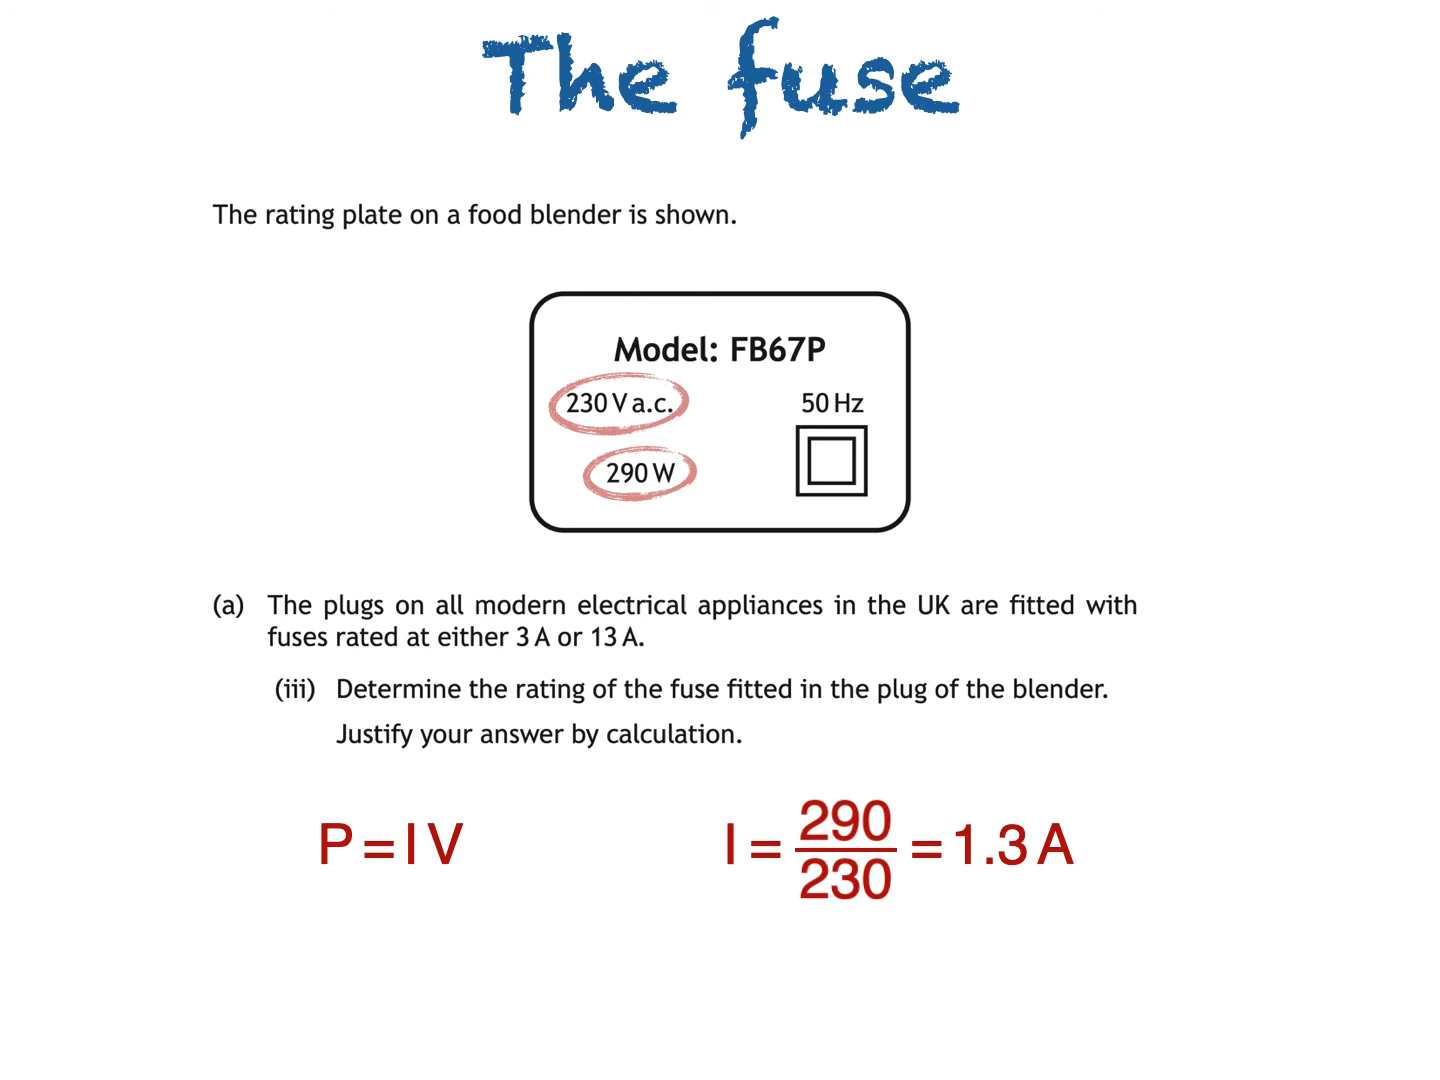 The fuse
The rating plate on a food blender is shown.
Model: FB67P
230 V a.c.
50 Hz
290 W
(a) The plugs on all modern electrical appliances in the UK are fitted with
fuses rated at either 3 A or 13 A.
(iii) Determine the rating of the fuse fitted in the plug of the blender.
Justify your answer by calculation.
P = I V
I = 290/230 = 1.3 A